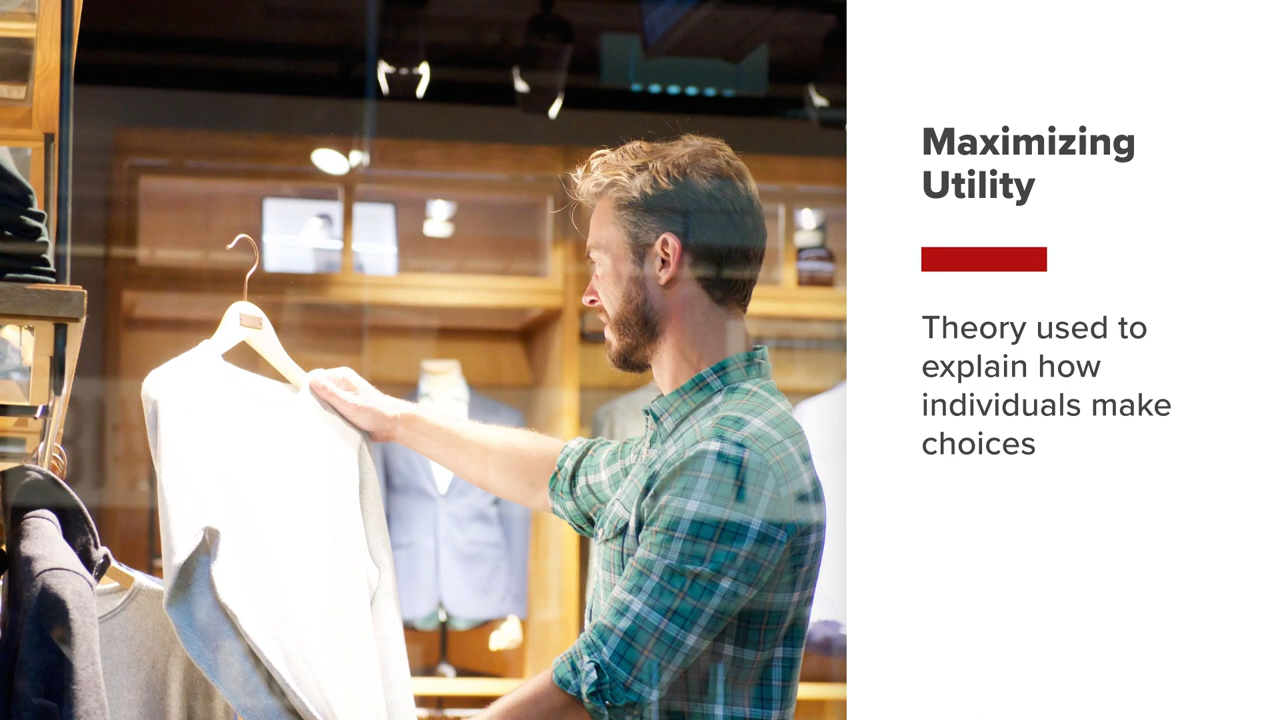 Maximizing
Utility
Theory used to
explain how
individuals make
choices